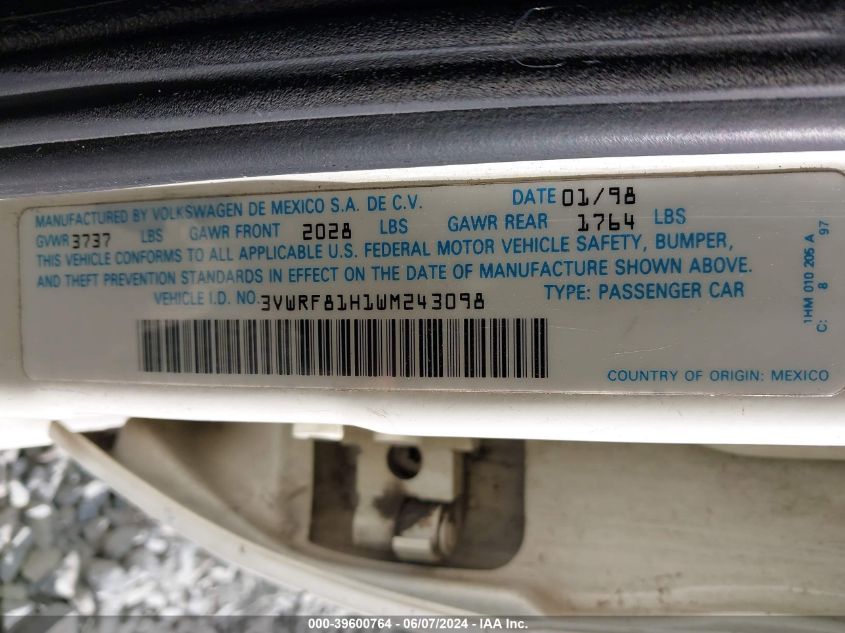 MANUFACTURED BY VOLKSWAGEN DE MEXICO S.A. DE C.V. DATE 01/98
GVWR 3737 LBS GAWR FRONT 2028 LBS GAWR REAR 1764 LBS
THIS VEHICLE CONFORMS TO ALL APPLICABLE U.S. FEDERAL MOTOR VEHICLE SAFETY, BUMPER,
AND THEFT PREVENTION STANDARDS IN EFFECT ON THE DATE OF MANUFACTURE SHOWN ABOVE.
VEHICLE I.D. NO. 3VWRF81H1WM243098 TYPE: PASSENGER CAR
COUNTRY OF ORIGIN: MEXICO
1HM 010 205 A 97
C: 8
000-39600764 - 06/07/2024 - IAAI Inc.